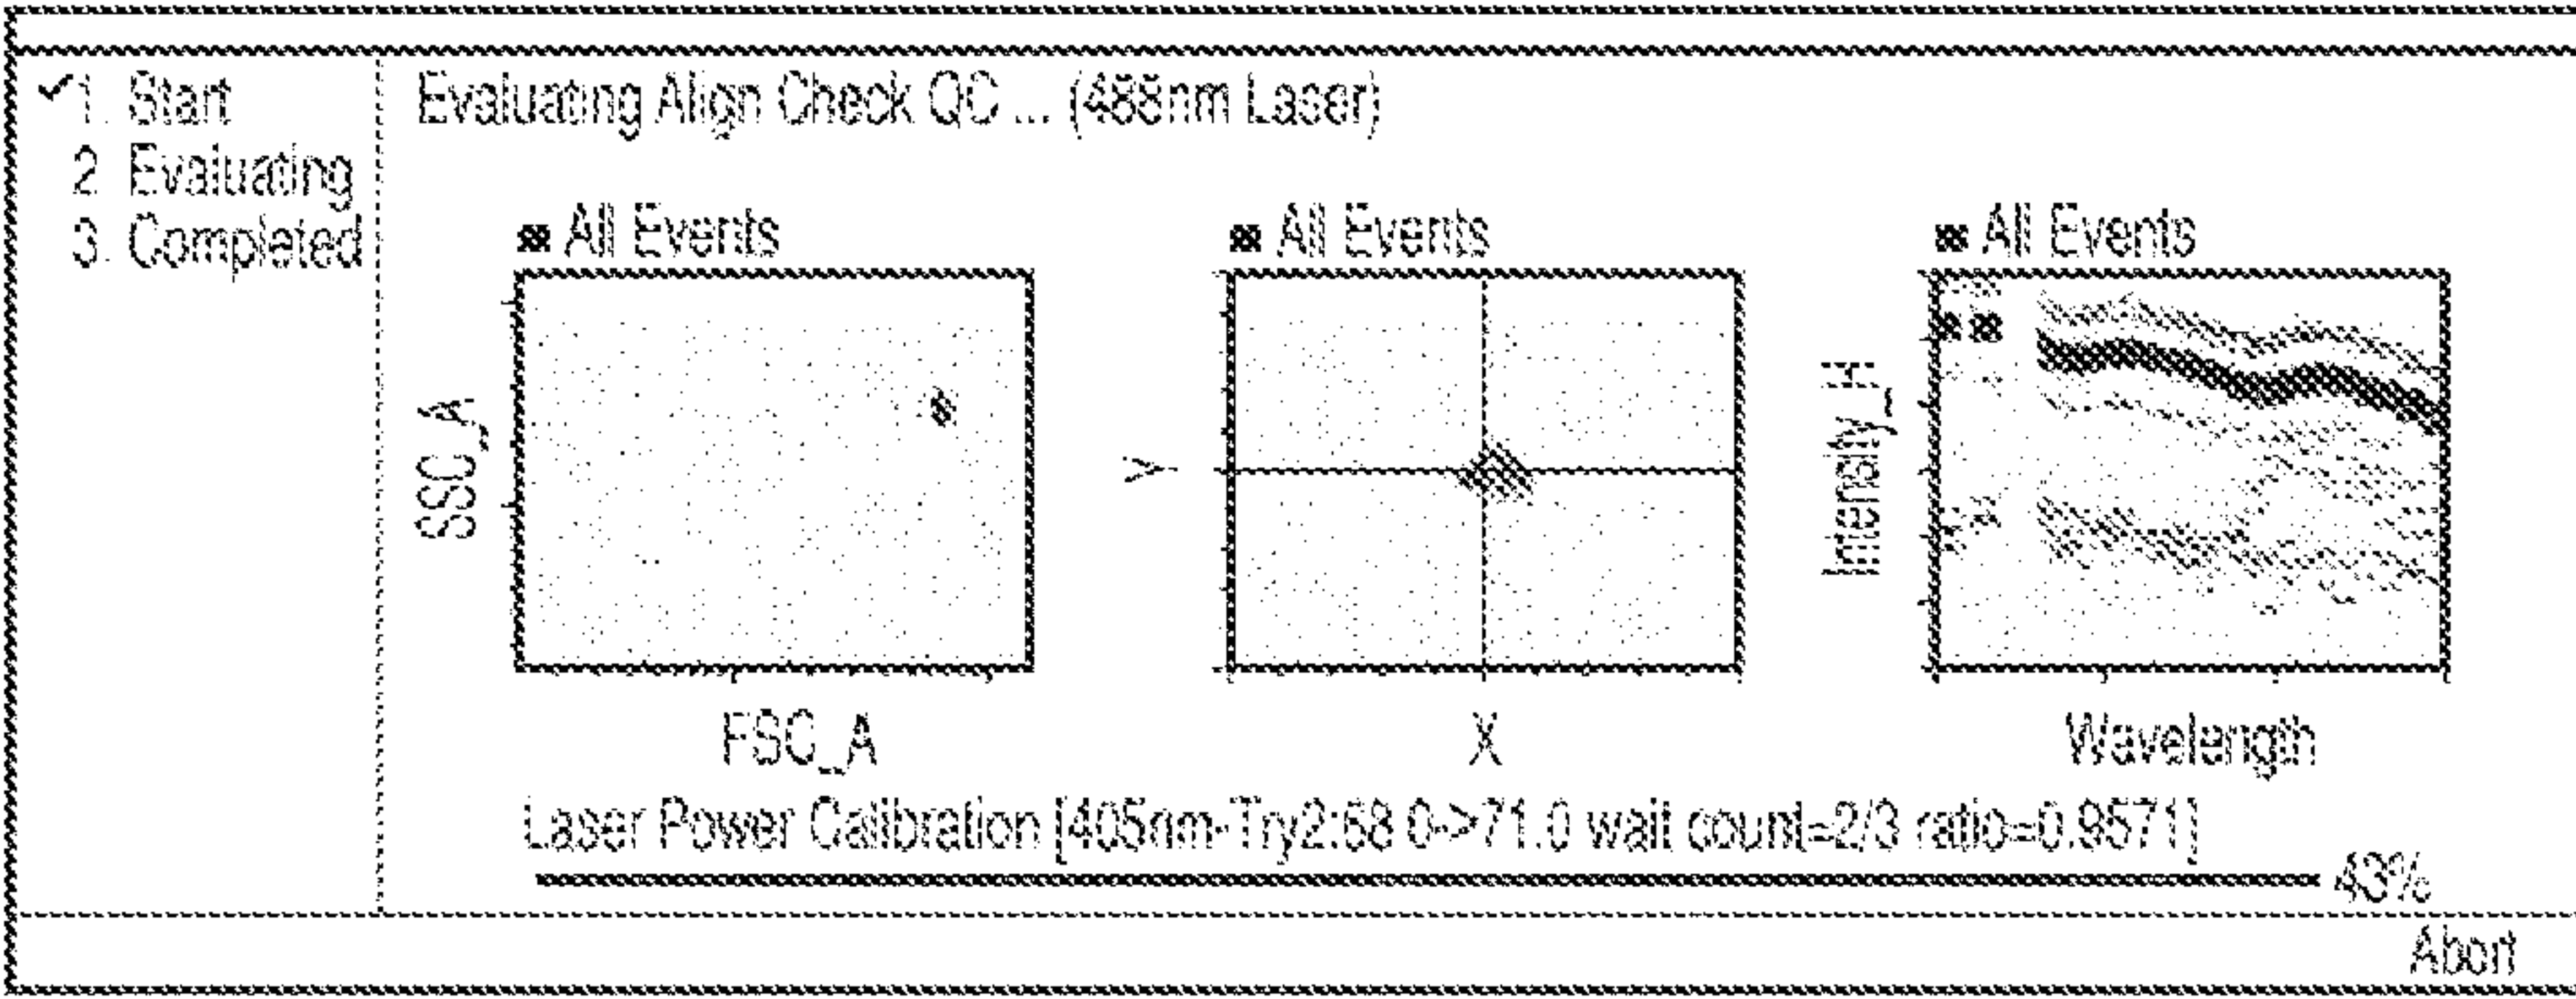 ✓1. Start
2 Evaluating
3. Completed
Evaluating Align Check QC ... (488nm Laser)
All Events
SSC_A
FSC_A
All Events
Y
X
All Events
Intensity_H
Wavelength
Laser Power Calibration [405nm-Try2:68.0->71.0 wait count=2/3 ratio=0.9571]
43%
Abort